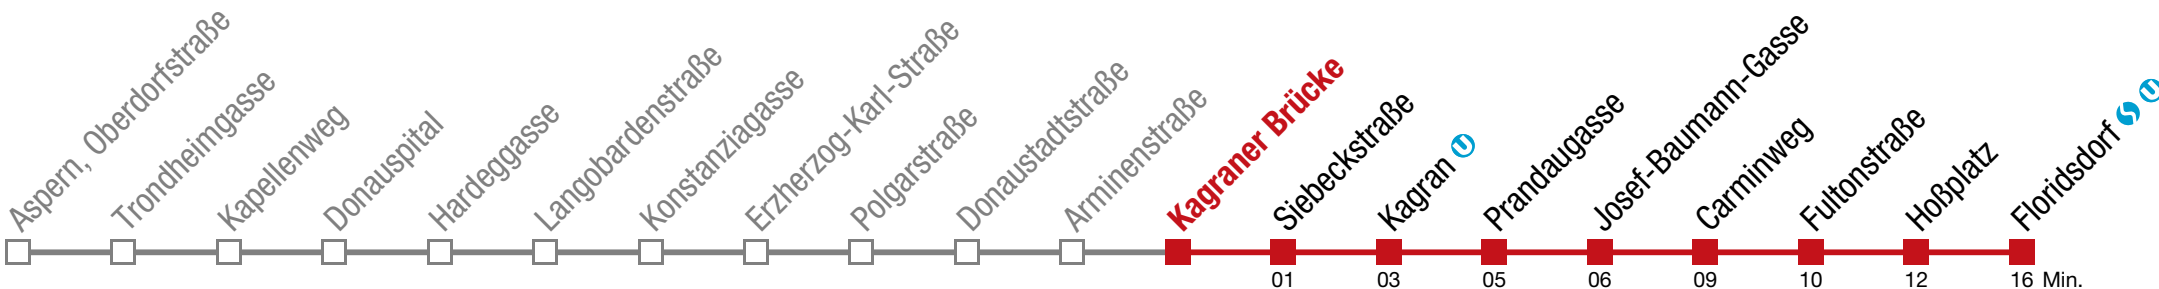 Aspern, Oberdorfstraße
Trondheimgasse
Kapellenweg
Donauspital
Hardeggasse
Langobardenstraße
Konstanziagasse
Erzherzog-Karl-Straße
Polgarstraße
Donaustadtstraße
Arminenstraße
Kagraner Brücke
Siebeckstraße
Kagran U
Prandaugasse
Josef-Baumann-Gasse
Carminweg
Fultonstraße
Hoßplatz
Floridsdorf S U
01 03 05 06 09 10 12 16 Min.